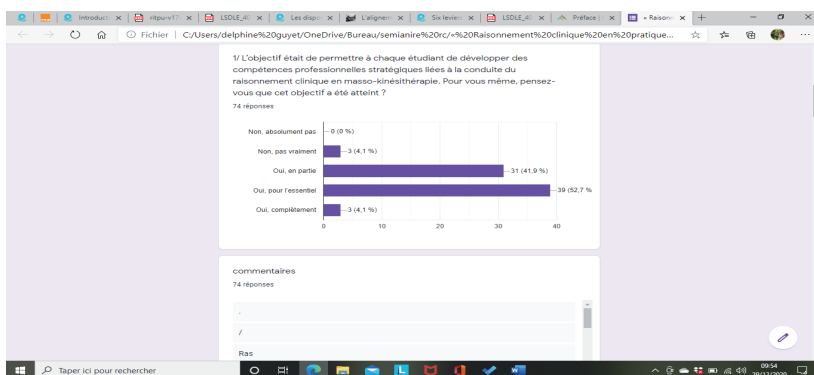 Introducti
ritpu-v17
LSDLE_40
Les dispo
L'alignem
Six leviers
LSDLE_40
Préface |
« Raisonn
Fichier C:/Users/delphine%20guyet/OneDrive/Bureau/semianire%20rc/«%20Raisonnement%20clinique%20en%20pratique...
1/ L'objectif était de permettre à chaque étudiant de développer des
compétences professionnelles stratégiques liées à la conduite du
raisonnement clinique en masso-kinésithérapie. Pour vous même, pensez-
vous que cet objectif a été atteint ?
74 réponses
Non, absolument pas 0 (0 %)
Non, pas vraiment 3 (4,1 %)
Oui, en partie 31 (41,9 %)
Oui, pour l'essentiel 39 (52,7 %
Oui, complètement 3 (4,1 %)
0 10 20 30 40
commentaires
74 réponses
.
/
Ras
Taper ici pour rechercher
09:54
29/12/2020